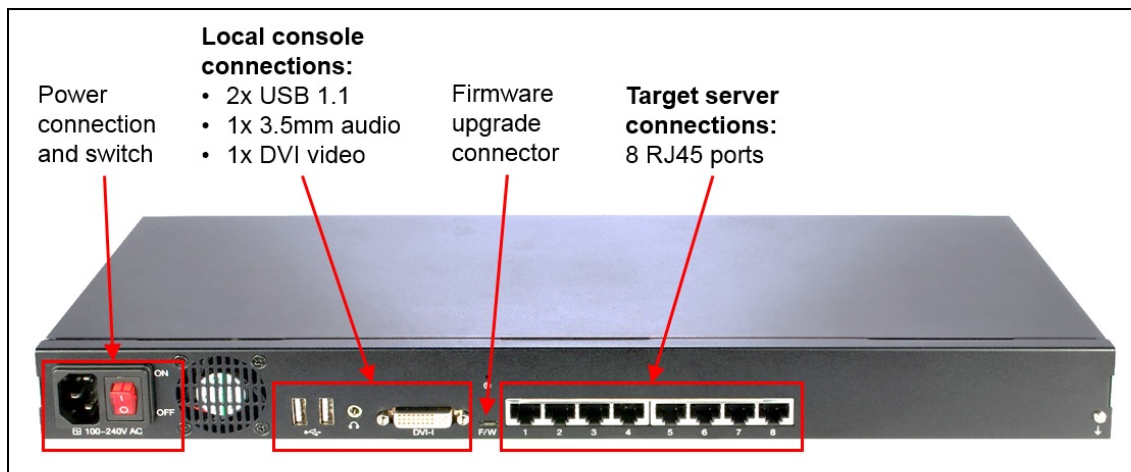 Power
connection
and switch
Local console
connections:
• 2x USB 1.1
• 1x 3.5mm audio
• 1x DVI video
Firmware
upgrade
connector
Target server
connections:
8 RJ45 ports
ON
OFF
100~240V AC
DVI-I
F/W
1 2 3 4 5 6 7 8